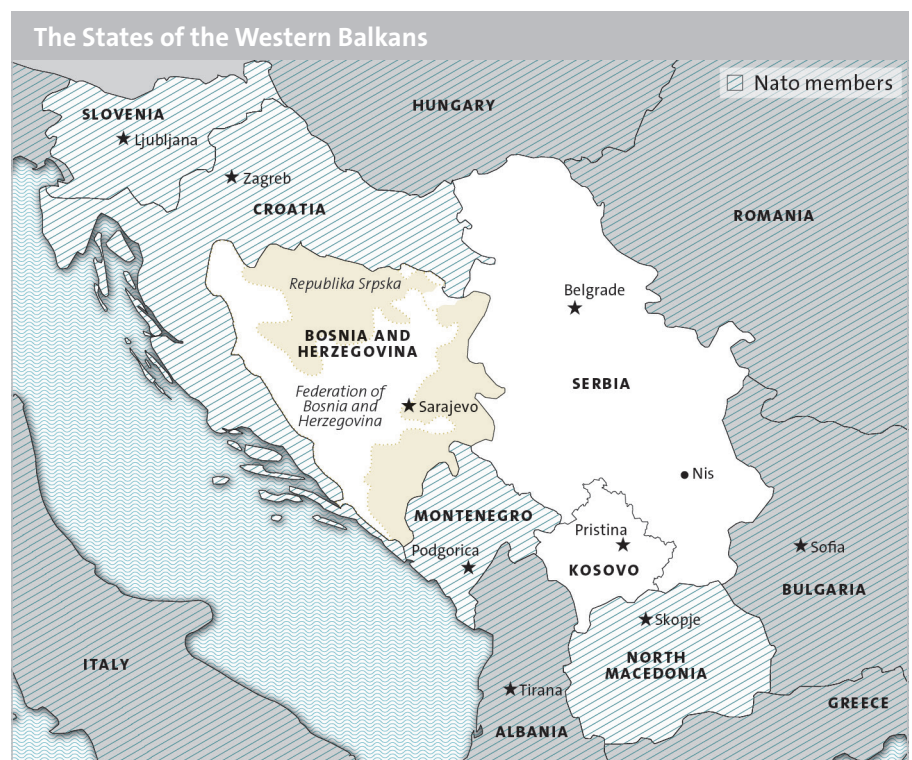 The States of the Western Balkans
Nato members
HUNGARY
SLOVENIA
Ljubljana
Zagreb
CROATIA
ROMANIA
Republika Srpska
Belgrade
BOSNIA AND
HERZEGOVINA
SERBIA
Federation of
Bosnia and
Herzegovina
Sarajevo
Nis
MONTENEGRO
Pristina
Podgorica
Sofia
KOSOVO
BULGARIA
Skopje
ITALY
NORTH
MACEDONIA
Tirana
GREECE
ALBANIA